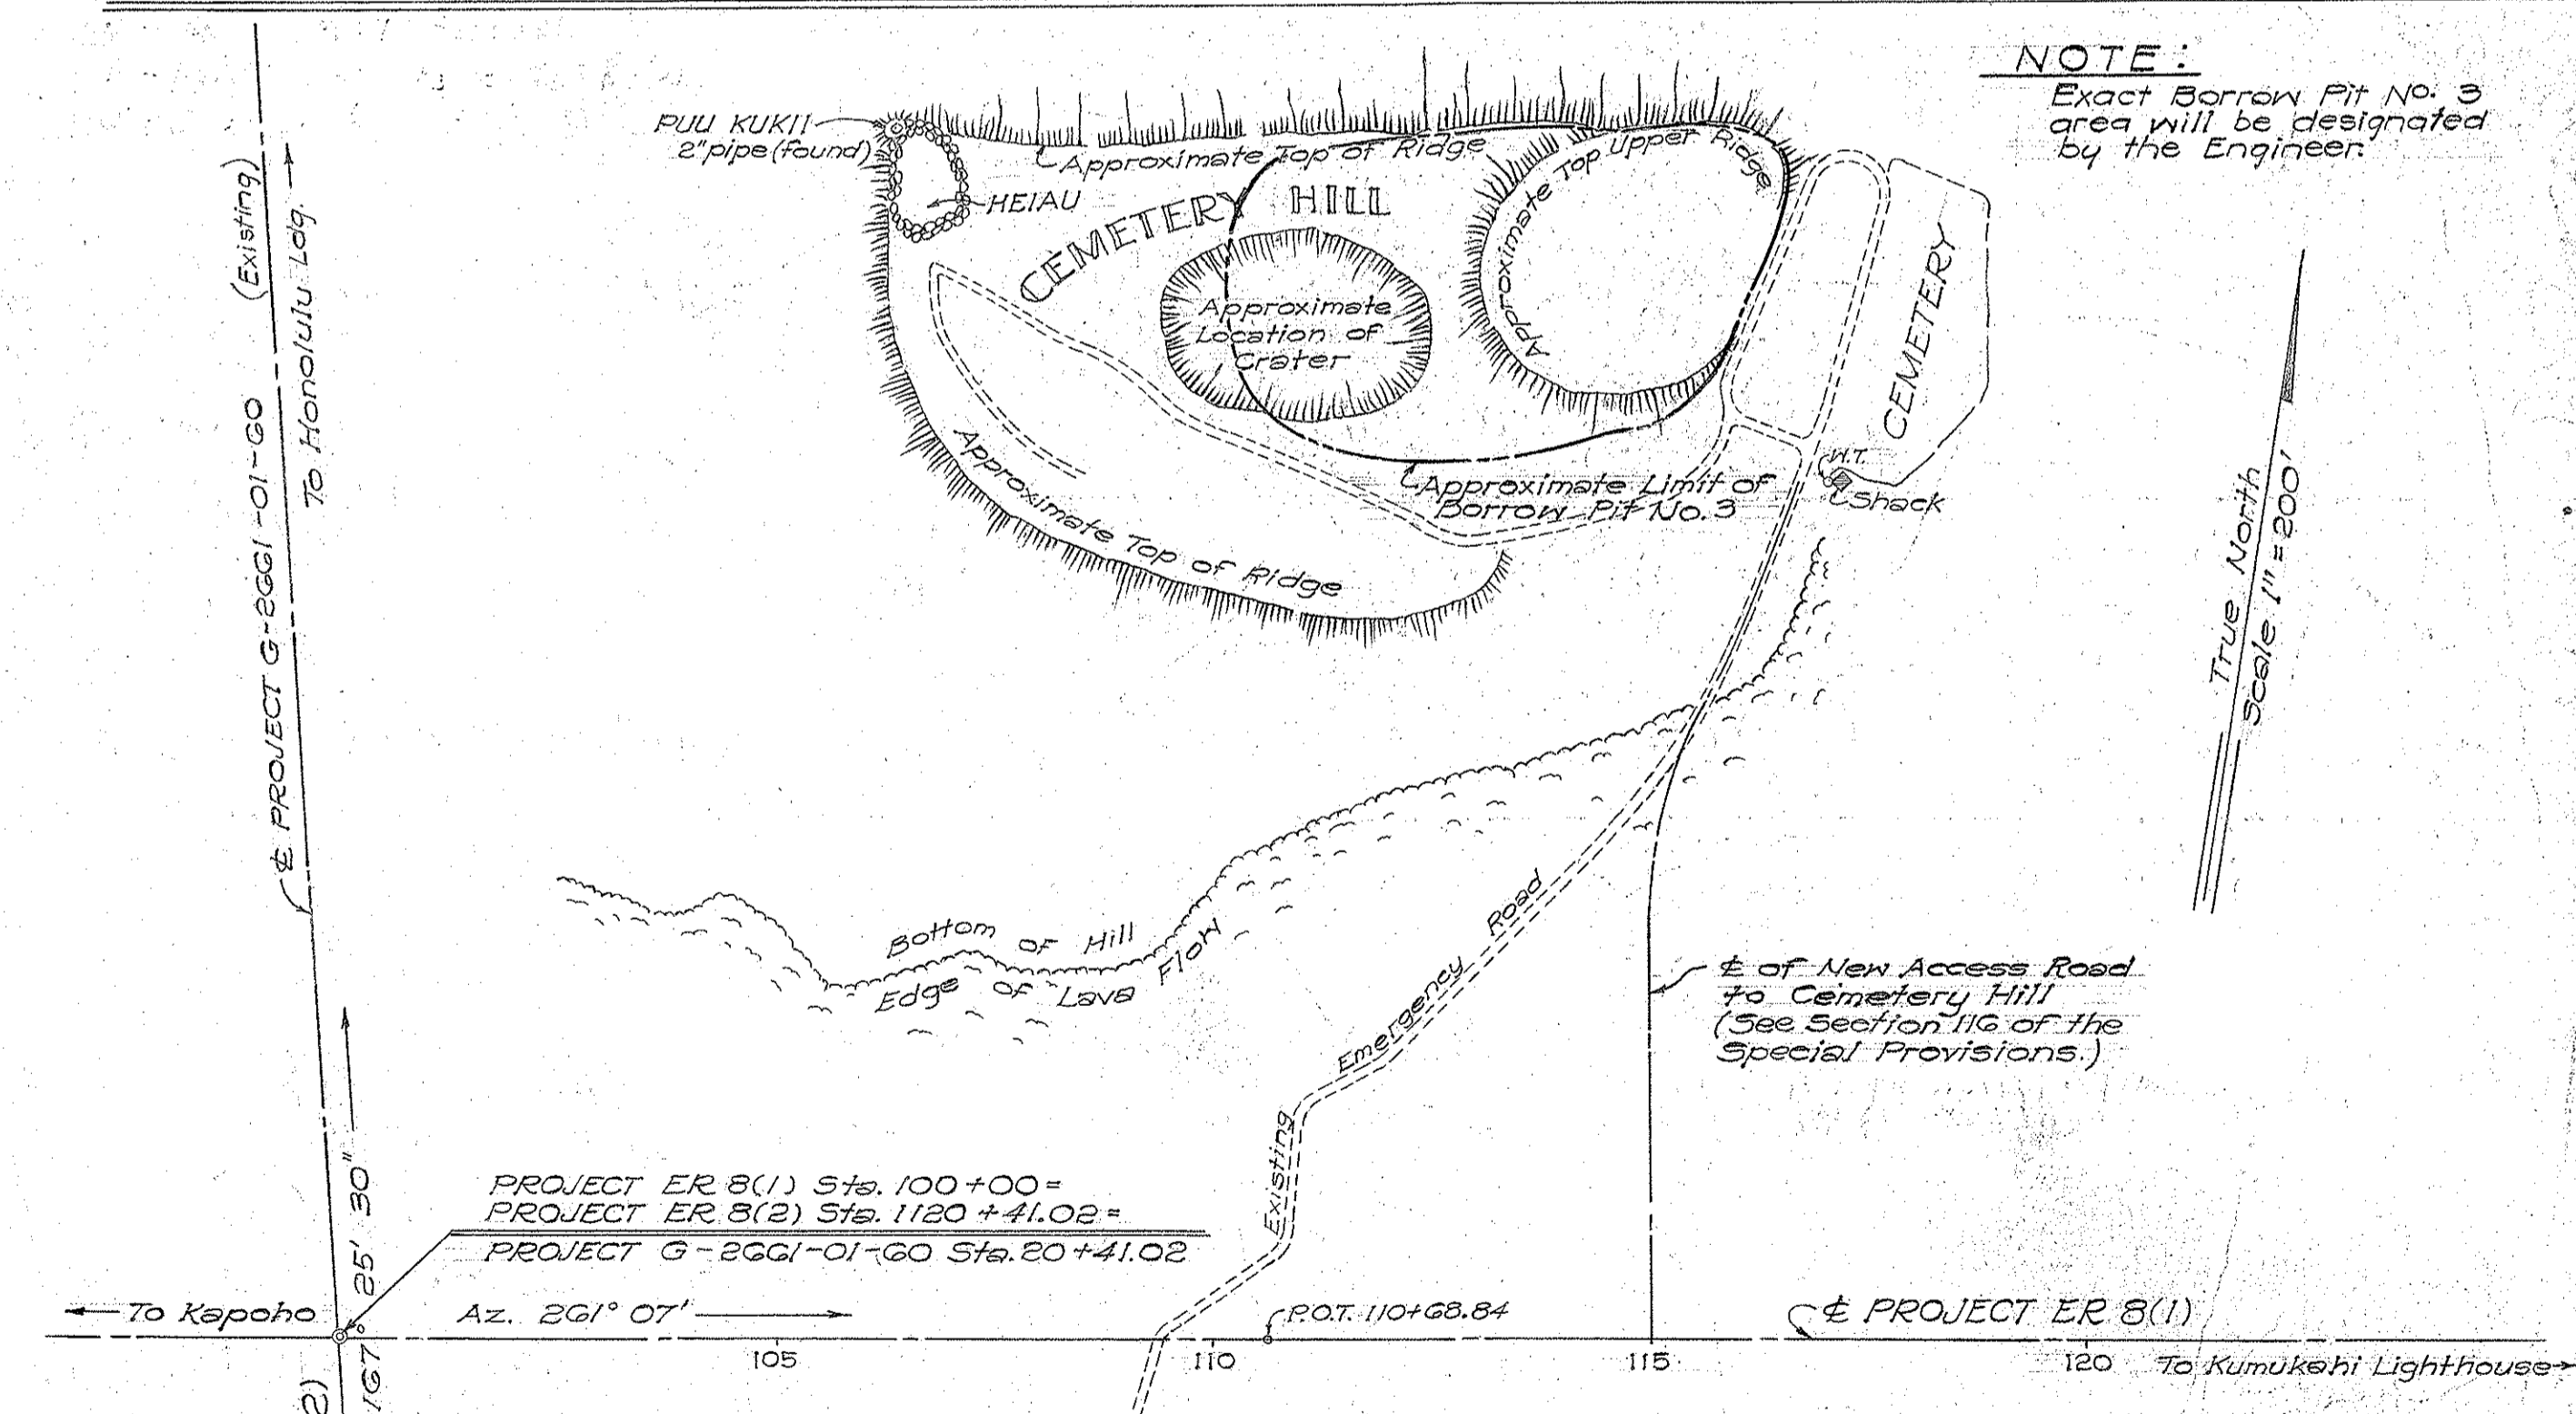 NOTE:
Exact Borrow Pit No. 3
area will be designated
by the Engineer.
PUU KUKII
2" pipe (found)
HEIAU
Approximate Top of Ridge
Approximate Top Upper Ridge
CEMETERY HILL
Approximate
Location of
Crater
CEMETERY
W.T.
Shack
Approximate Limit of
Borrow Pit No. 3
Approximate Top of Ridge
(Existing)
To Honolulu Ldg.
℄ PROJECT G-2661-01-60
True North
Scale 1"=200'
Bottom of Hill
Edge of Lava Flow
Existing Emergency Road
℄ of New Access Road
to Cemetery Hill
(See Section 116 of the
Special Provisions.)
PROJECT ER 8(1) Sta. 100+00=
PROJECT ER 8(2) Sta. 1120+41.02=
PROJECT G-2661-01-60 Sta. 20+41.02
167° 25' 30"
To Kapoho
Az. 261° 07'
P.O.T. 110+68.84
℄ PROJECT ER 8(1)
105
110
115
120
To Kumukahi Lighthouse
2)